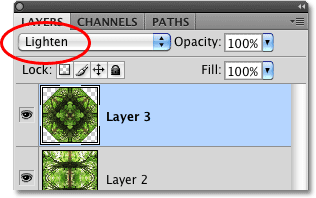 LAYERS CHANNELS PATHS
Lighten Opacity: 100%
Lock: Fill: 100%
Layer 3
Layer 2